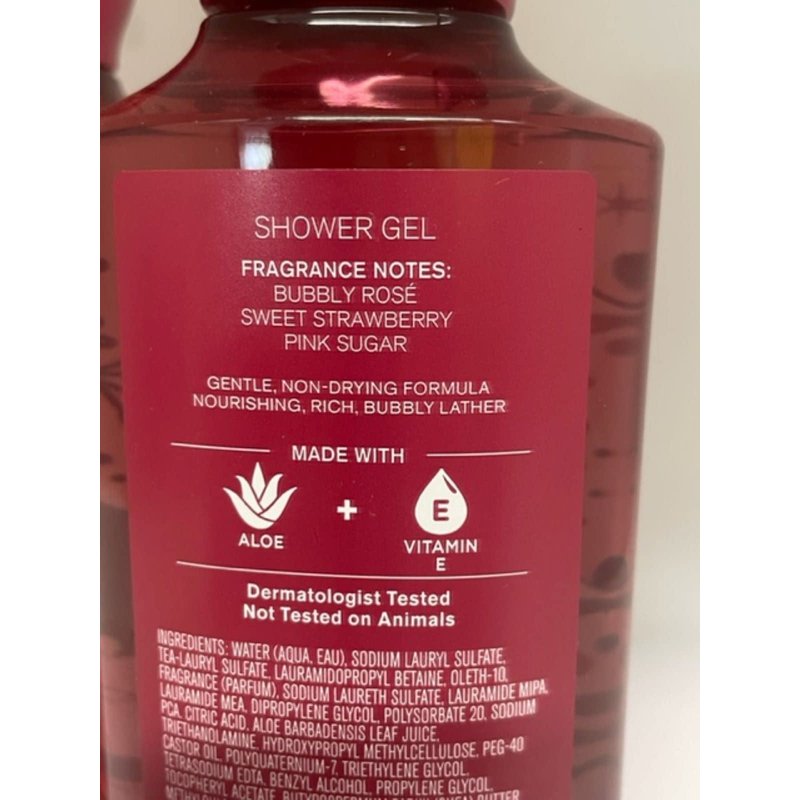 SHOWER GEL
FRAGRANCE NOTES:
BUBBLY ROSÉ
SWEET STRAWBERRY
PINK SUGAR
GENTLE, NON-DRYING FORMULA
NOURISHING, RICH, BUBBLY LATHER
MADE WITH
+
E
ALOE
VITAMIN
E
Dermatologist Tested
Not Tested on Animals
INGREDIENTS: WATER (AQUA, EAU), SODIUM LAURYL SULFATE,
TEA-LAURYL SULFATE, LAURAMIDOPROPYL BETAINE, OLETH-10,
FRAGRANCE (PARFUM), SODIUM LAURETH SULFATE, LAURAMIDE MIPA,
LAURAMIDE MEA, DIPROPYLENE GLYCOL, POLYSORBATE 20, SODIUM
PCA, CITRIC ACID, ALOE BARBADENSIS LEAF JUICE,
TRIETHANOLAMINE, HYDROXYPROPYL METHYLCELLULOSE, PEG-40
CASTOR OIL, POLYQUATERNIUM-7, TRIETHYLENE GLYCOL,
TETRASODIUM EDTA, BENZYL ALCOHOL, PROPYLENE GLYCOL,
TOCOPHERYL ACETATE, BUTYROSPERMUM PARKII (SHEA) BUTTER,